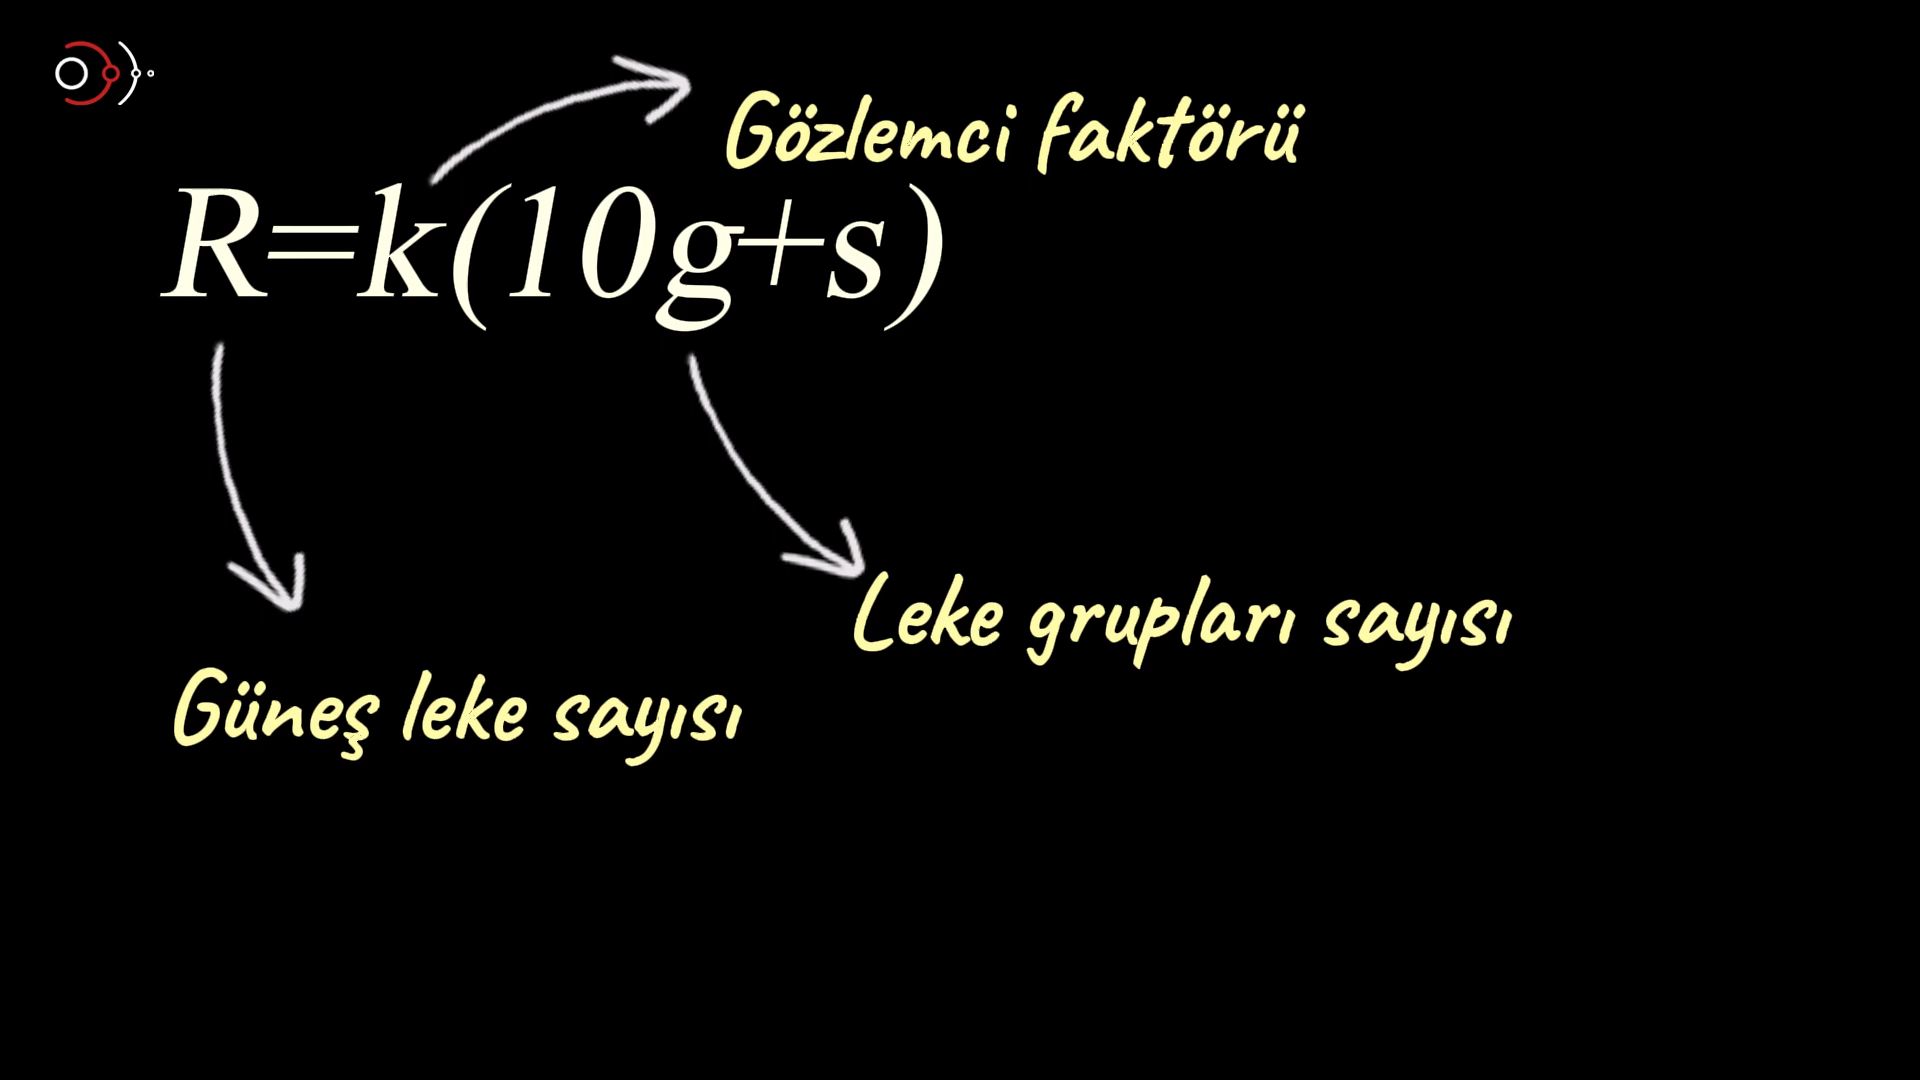 Gözlemci faktörü
R=k(10g+s)
Leke grupları sayısı
Güneş leke sayısı